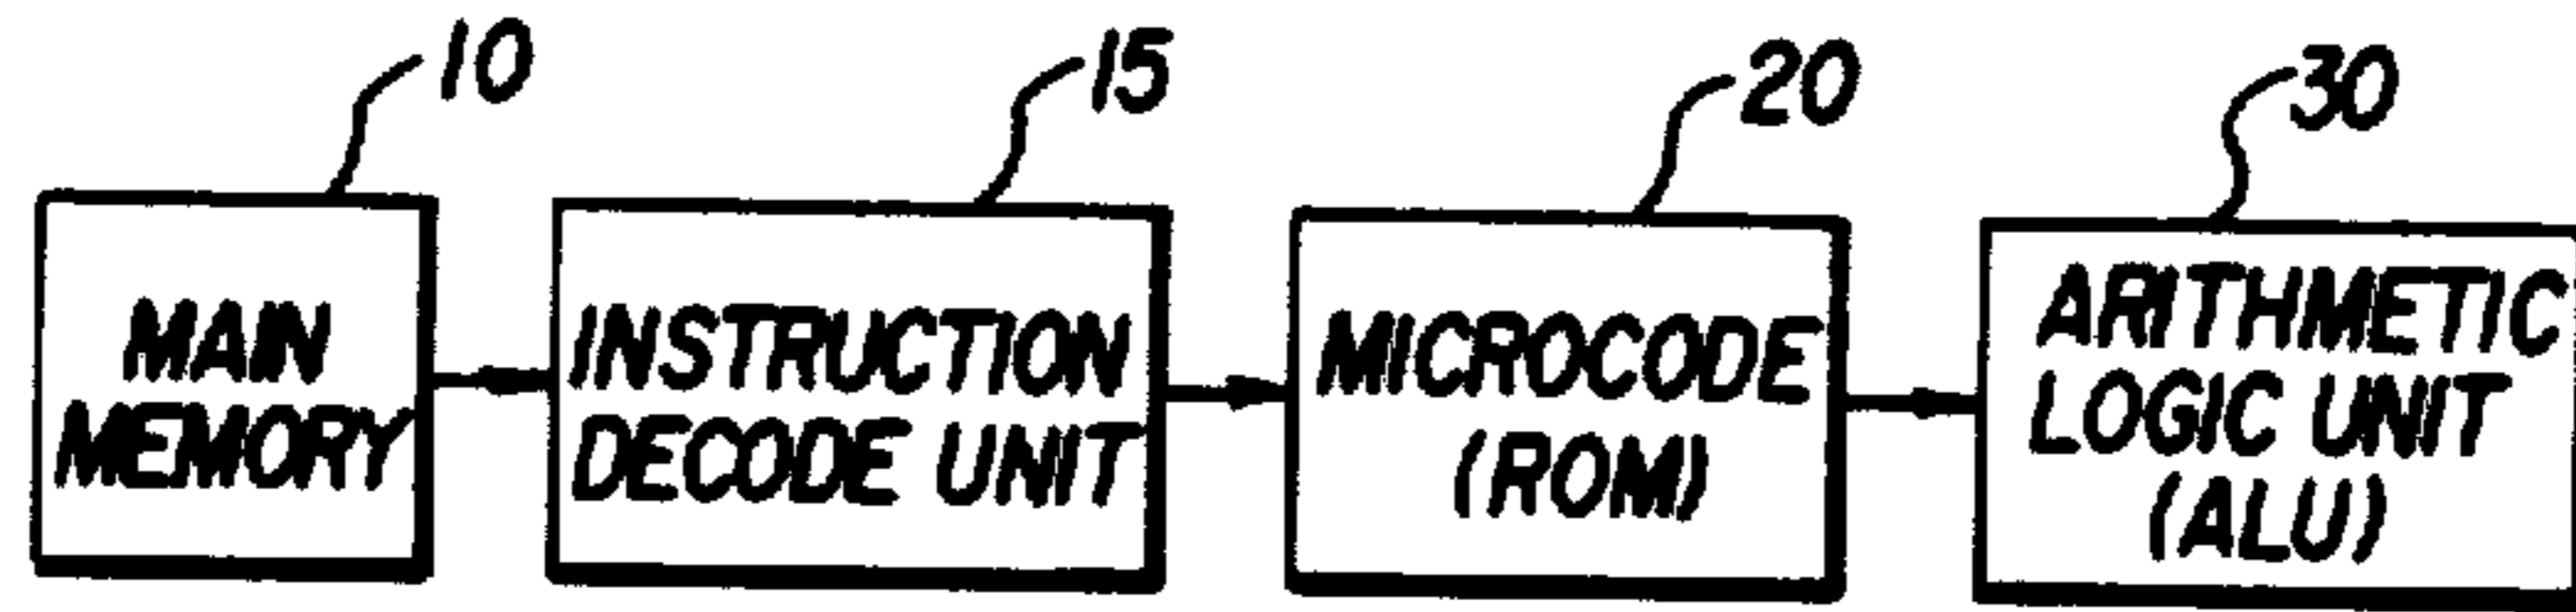 10
15
20
30
MAIN
MEMORY
INSTRUCTION
DECODE UNIT
MICROCODE
(ROM)
ARITHMETIC
LOGIC UNIT
(ALU)